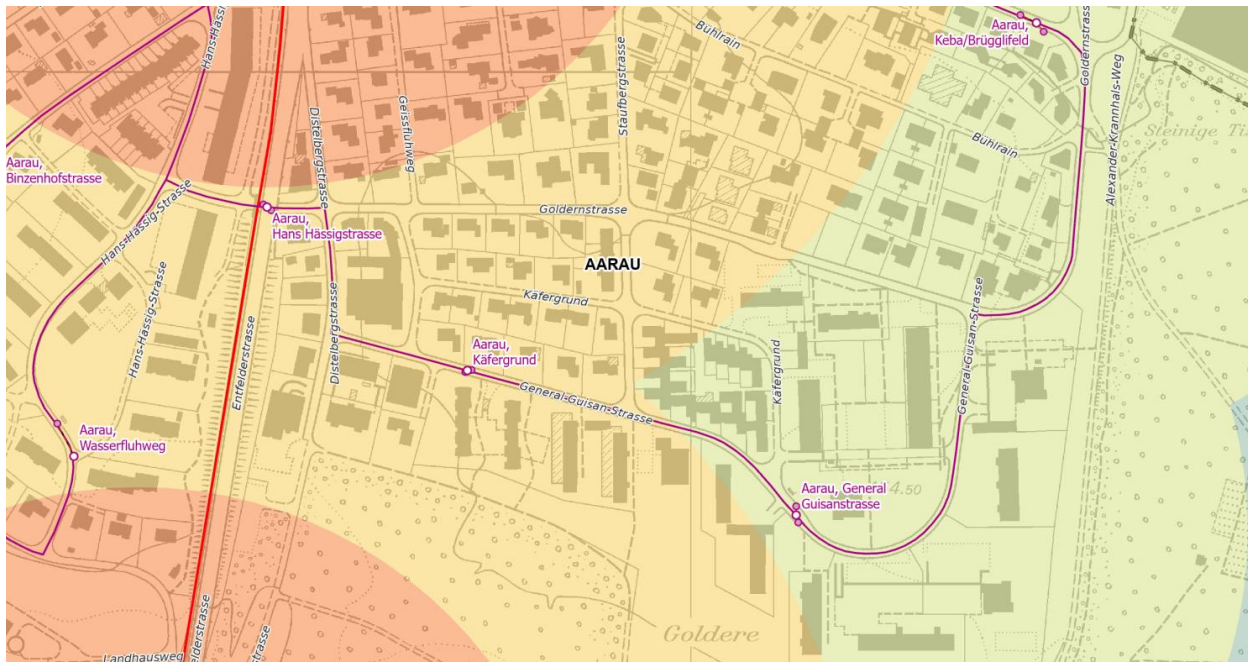 Hans-Hässig-
Bühlrain
Aarau,
Keba/Brügglifeld
Goldernstrasse
Alexander-Krannhals-Weg
Staufbergstrasse
Geissfluhweg
Distelbergstrasse
Bühlrain
Aarau,
Binzenhofstrasse
Hans-Hässig-Strasse
Aarau,
Hans Hässigstrasse
Goldernstrasse
AARAU
Käfergrund
Hans-Hässig-Strasse
Entfelderstrasse
Distelbergstrasse
Aarau,
Käfergrund
General-Guisan-Strasse
Käfergrund
General-Guisan-Strasse
Aarau,
Wasserfluhweg
Aarau, General
Guisanstrasse
Goldere
Landhausweg